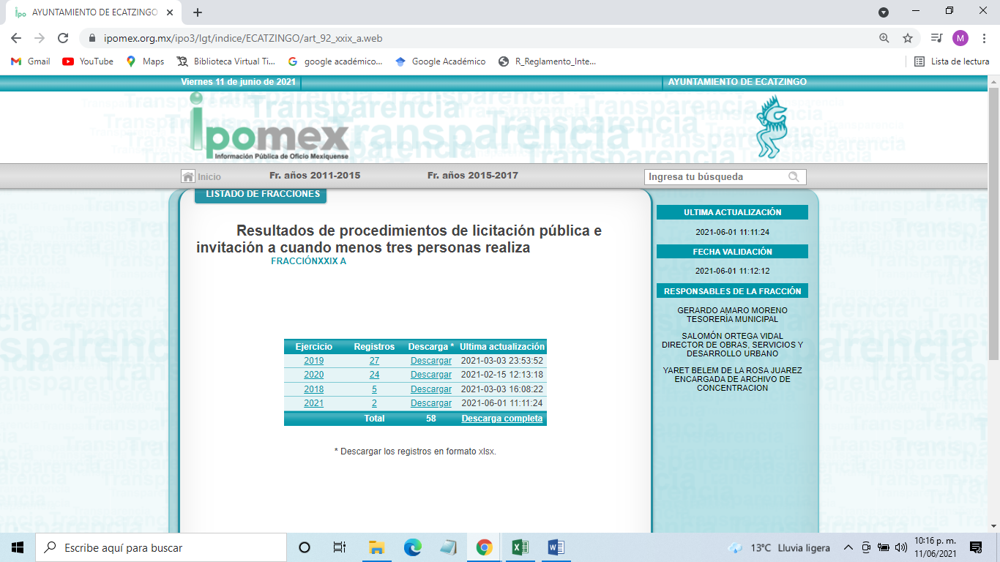 AYUNTAMIENTO DE ECATZINGO
ipomex.org.mx/ipo3/lgt/indice/ECATZINGO/art_92_xxix_a.web
M
Gmail YouTube Maps Biblioteca Virtual Ti... google académico... Google Académico R_Reglamento_Inte... Lista de lectura
Viernes 11 de junio de 2021 AYUNTAMIENTO DE ECATZINGO
Transparencia
ipomex
Información Pública de Oficio Mexiquense
Inicio Fr. años 2011-2015 Fr. años 2015-2017 Ingresa tu búsqueda
LISTADO DE FRACCIONES
Resultados de procedimientos de licitación pública e
invitación a cuando menos tres personas realiza
FRACCIÓNXXIX A
Ejercicio Registros Descarga * Ultima actualización
2019 27 Descargar 2021-03-03 23:53:52
2020 24 Descargar 2021-02-15 12:13:18
2018 5 Descargar 2021-03-03 16:08:22
2021 2 Descargar 2021-06-01 11:11:24
Total 58 Descarga completa
* Descargar los registros en formato xlsx.
ULTIMA ACTUALIZACIÓN
2021-06-01 11:11:24
FECHA VALIDACIÓN
2021-06-01 11:12:12
RESPONSABLES DE LA FRACCIÓN
GERARDO AMARO MORENO
TESORERÍA MUNICIPAL
SALOMÓN ORTEGA VIDAL
DIRECTOR DE OBRAS, SERVICIOS Y
DESARROLLO URBANO
YARET BELEM DE LA ROSA JUAREZ
ENCARGADA DE ARCHIVO DE
CONCENTRACION
Escribe aquí para buscar
13°C Lluvia ligera
10:16 p. m.
11/06/2021